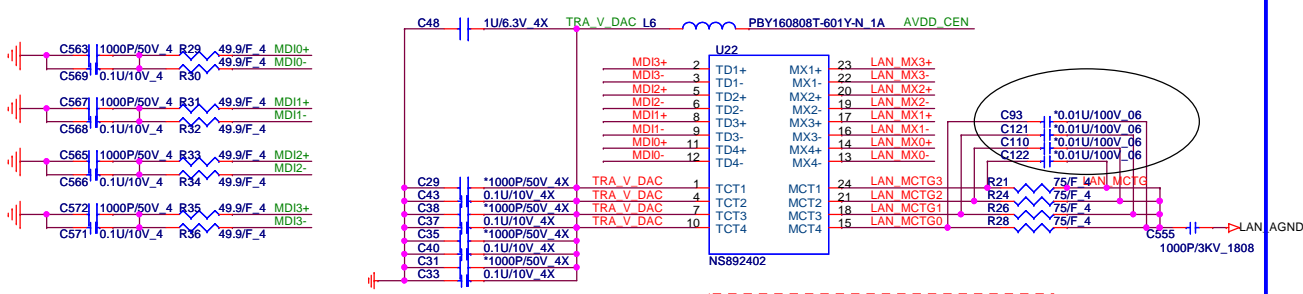 C48 1U/6.3V_4X TRA_V_DAC L6 PBY160808T-601Y-N_1A AVDD_CEN
C563 1000P/50V_4 R29 49.9/F_4 MDI0+
C569 0.1U/10V_4 R30 49.9/F_4 MDI0-
C567 1000P/50V_4 R31 49.9/F_4 MDI1+
C568 0.1U/10V_4 R32 49.9/F_4 MDI1-
C565 1000P/50V_4 R33 49.9/F_4 MDI2+
C566 0.1U/10V_4 R34 49.9/F_4 MDI2-
C572 1000P/50V_4 R35 49.9/F_4 MDI3+
C571 0.1U/10V_4 R36 49.9/F_4 MDI3-
U22
MDI3+ 2 TD1+ MX1+ 23 LAN_MX3+
MDI3- 3 TD1- MX1- 22 LAN_MX3-
MDI2+ 5 TD2+ MX2+ 20 LAN_MX2+
MDI2- 6 TD2- MX2- 19 LAN_MX2-
MDI1+ 8 TD3+ MX3+ 17 LAN_MX1+
MDI1- 9 TD3- MX3- 16 LAN_MX1-
MDI0+ 11 TD4+ MX4+ 14 LAN_MX0+
MDI0- 12 TD4- MX4- 13 LAN_MX0-
C93 *0.01U/100V_06
C121 *0.01U/100V_06
C110 *0.01U/100V_06
C122 *0.01U/100V_06
C29 *1000P/50V_4X TRA_V_DAC 1 TCT1 MCT1 24 LAN_MCTG3 R21 75/F_4 LAN_MCTG
C43 0.1U/10V_4X TRA_V_DAC 4 TCT2 MCT2 21 LAN_MCTG2 R24 75/F_4
C38 *1000P/50V_4X TRA_V_DAC 7 TCT3 MCT3 18 LAN_MCTG1 R26 75/F_4
C37 0.1U/10V_4X TRA_V_DAC 10 TCT4 MCT4 15 LAN_MCTG0 R28 75/F_4
C35 *1000P/50V_4X
C40 0.1U/10V_4X
C31 *1000P/50V_4X
C33 0.1U/10V_4X
NS892402
C555 LAN_AGND
1000P/3KV_1808